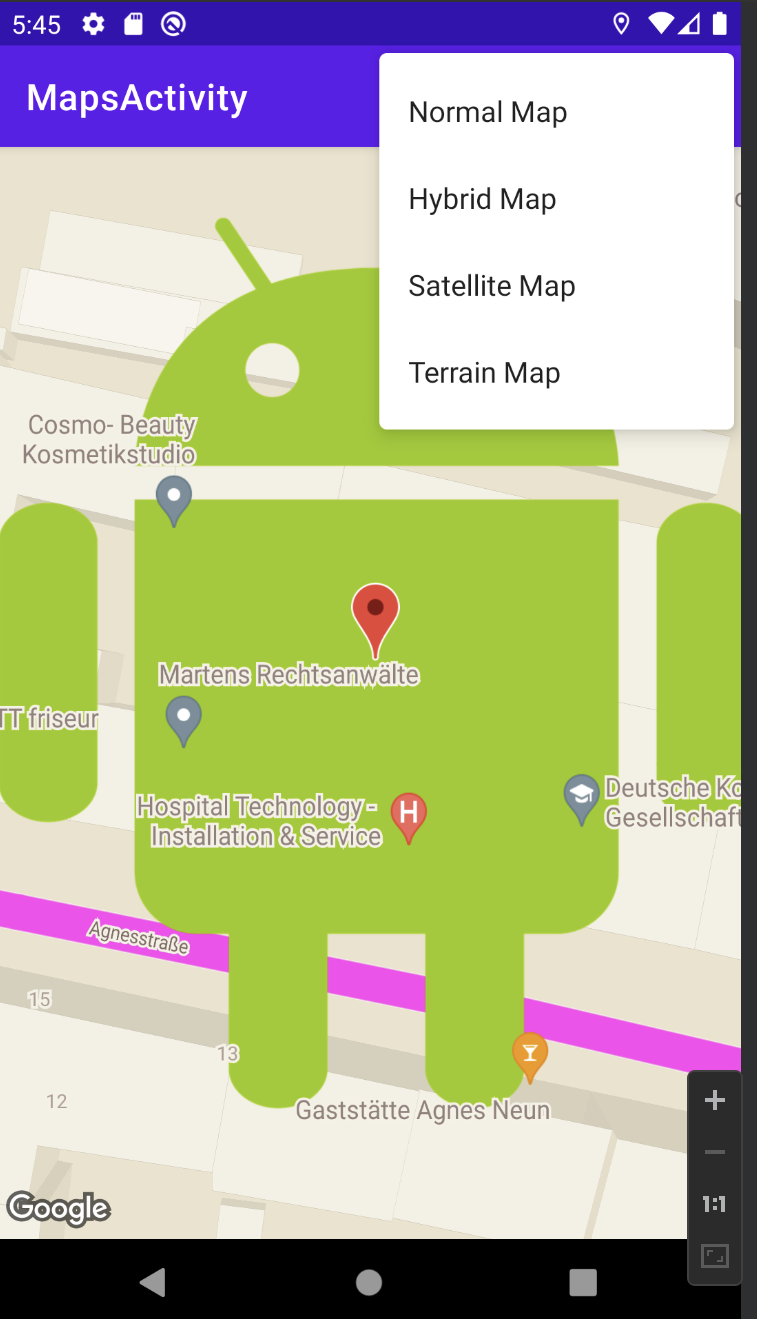 5:45
MapsActivity
Normal Map
Hybrid Map
Satellite Map
Terrain Map
Cosmo- Beauty
Kosmetikstudio
Martens Rechtsanwälte
TT friseur
Hospital Technology -
Installation & Service
H
Deutsche Ko
Gesellschaft
Agnesstraße
15
13
12
Gaststätte Agnes Neun
1:1
Google